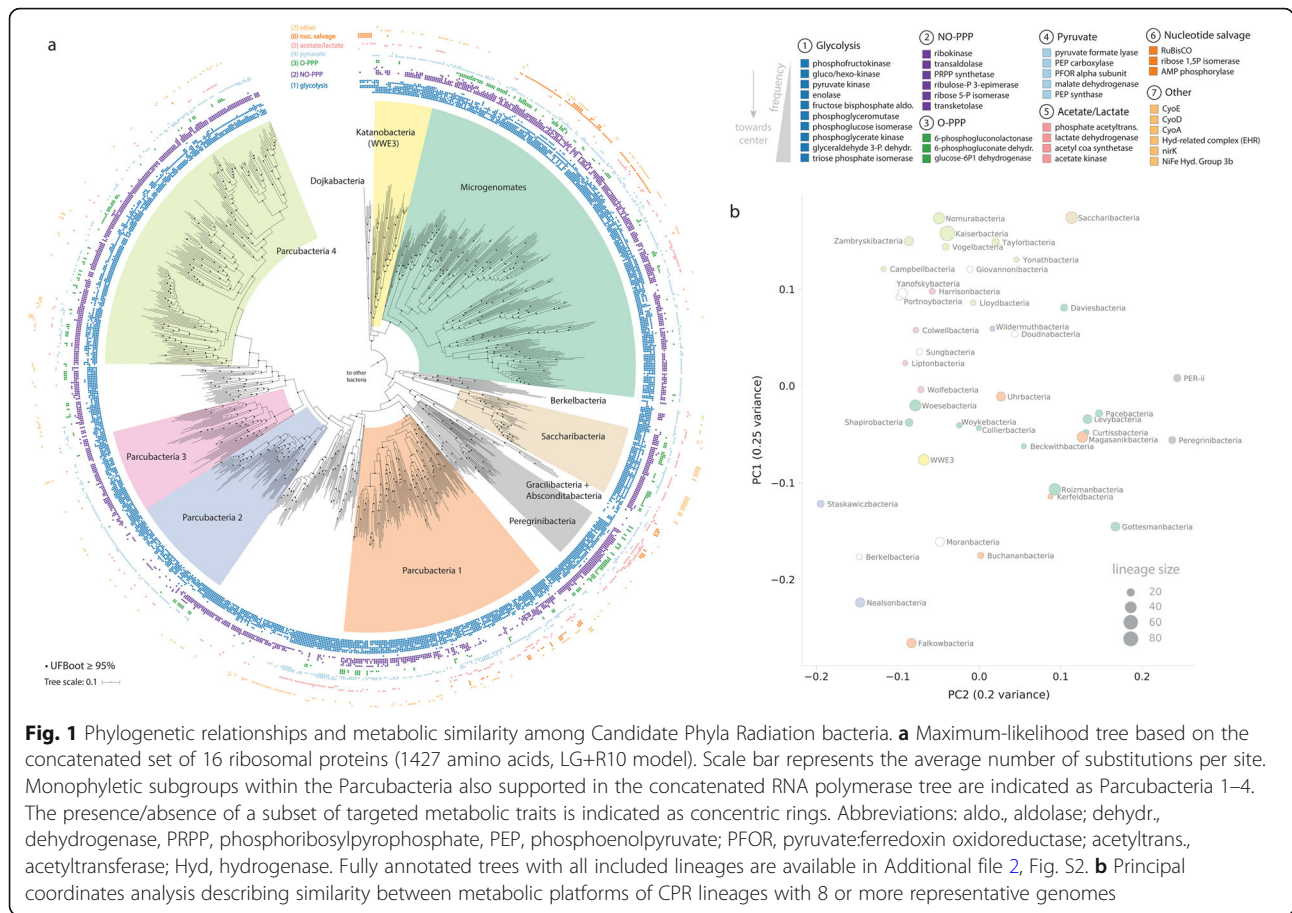 a
(7) other
(6) nuc. salvage
(5) acetate/lactate
(4) pyruvate
(3) O-PPP
(2) NO-PPP
(1) glycolysis
Katanobacteria
(WWE3)
Dojkabacteria
Microgenomates
Parcubacteria 4
to other
bacteria
Berkelbacteria
Saccharibacteria
Parcubacteria 3
Gracilibacteria +
Absconditabacteria
Parcubacteria 2
Peregrinibacteria
Parcubacteria 1
• UFBoot ≥ 95%
Tree scale: 0.1
towards
center
frequency
1 Glycolysis
phosphofructokinase
gluco/hexo-kinase
pyruvate kinase
enolase
fructose bisphosphate aldo.
phosphoglyceromutase
phosphoglucose isomerase
phosphoglycerate kinase
glyceraldehyde 3-P. dehydr.
triose phosphate isomerase
2 NO-PPP
ribokinase
transaldolase
PRPP synthetase
ribulose-P 3-epimerase
ribose 5-P isomerase
transketolase
3 O-PPP
6-phosphogluconolactonase
6-phosphogluconate dehydr.
glucose-6P1 dehydrogenase
4 Pyruvate
pyruvate formate lyase
PEP carboxylase
PFOR alpha subunit
malate dehydrogenase
PEP synthase
5 Acetate/Lactate
phosphate acetyltrans.
lactate dehydrogenase
acetyl coa synthetase
acetate kinase
6 Nucleotide salvage
RuBisCO
ribose 1,5P isomerase
AMP phosphorylase
7 Other
CyoE
CyoD
CyoA
Hyd-related complex (EHR)
nirK
NiFe Hyd. Group 3b
b
Nomurabacteria
Saccharibacteria
Kaiserbacteria
Zambryskibacteria
Taylorbacteria
Vogelbacteria
Yonathbacteria
Campbellbacteria
Giovannonibacteria
Yanofskybacteria
Harrisonbacteria
Portnoybacteria
Lloydbacteria
Daviesbacteria
Colwellbacteria
Wildermuthbacteria
Doudnabacteria
Sungbacteria
Liptonbacteria
PER-ii
Wolfebacteria
Uhrbacteria
Woesebacteria
Pacebacteria
Levybacteria
Shapirobacteria
Woykebacteria
Collierbacteria
Curtissbacteria
Magasanikbacteria
Peregrinibacteria
Beckwithbacteria
WWE3
Roizmanbacteria
Kerfeldbacteria
Staskawiczbacteria
Gottesmanbacteria
Moranbacteria
Berkelbacteria
Buchananbacteria
Nealsonbacteria
Falkowbacteria
lineage size
20
40
60
80
0.1
0.0
−0.1
−0.2
PC1 (0.25 variance)
−0.2
−0.1
0.0
0.1
0.2
PC2 (0.2 variance)
Fig. 1 Phylogenetic relationships and metabolic similarity among Candidate Phyla Radiation bacteria. a Maximum-likelihood tree based on the
concatenated set of 16 ribosomal proteins (1427 amino acids, LG+R10 model). Scale bar represents the average number of substitutions per site.
Monophyletic subgroups within the Parcubacteria also supported in the concatenated RNA polymerase tree are indicated as Parcubacteria 1–4.
The presence/absence of a subset of targeted metabolic traits is indicated as concentric rings. Abbreviations: aldo., aldolase; dehydr.,
dehydrogenase, PRPP, phosphoribosylpyrophosphate, PEP, phosphoenolpyruvate; PFOR, pyruvate:ferredoxin oxidoreductase; acetyltrans.,
acetyltransferase; Hyd, hydrogenase. Fully annotated trees with all included lineages are available in Additional file 2, Fig. S2. b Principal
coordinates analysis describing similarity between metabolic platforms of CPR lineages with 8 or more representative genomes